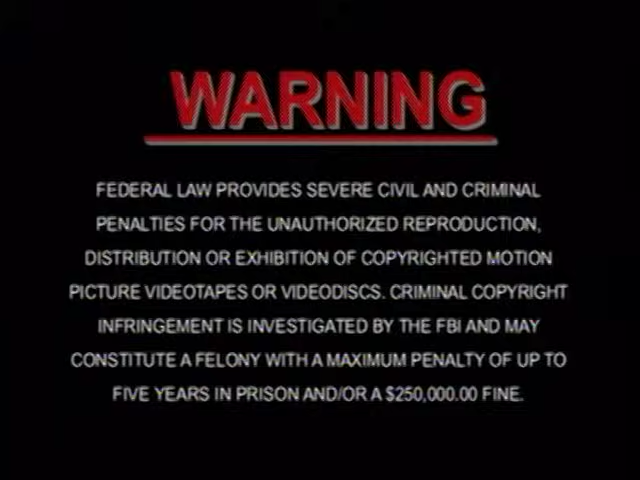 WARNING
FEDERAL LAW PROVIDES SEVERE CIVIL AND CRIMINAL
PENALTIES FOR THE UNAUTHORIZED REPRODUCTION,
DISTRIBUTION OR EXHIBITION OF COPYRIGHTED MOTION
PICTURE VIDEOTAPES OR VIDEODISCS. CRIMINAL COPYRIGHT
INFRINGEMENT IS INVESTIGATED BY THE FBI AND MAY
CONSTITUTE A FELONY WITH A MAXIMUM PENALTY OF UP TO
FIVE YEARS IN PRISON AND/OR A $250,000.00 FINE.